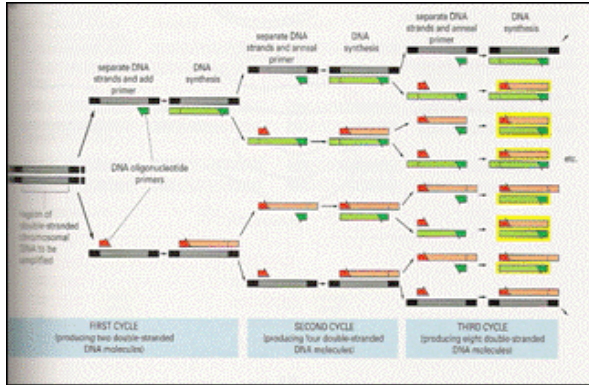 separate DNA
strands and add
primer
DNA
synthesis
separate DNA
strands and anneal
primer
DNA
synthesis
separate DNA
strands and anneal
primer
DNA
synthesis
DNA oligonucleotide
primers
region of
double-stranded
chromosomal
DNA to be
amplified
etc.
FIRST CYCLE
(producing two double-stranded
DNA molecules)
SECOND CYCLE
(producing four double-stranded
DNA molecules)
THIRD CYCLE
(producing eight double-stranded
DNA molecules)